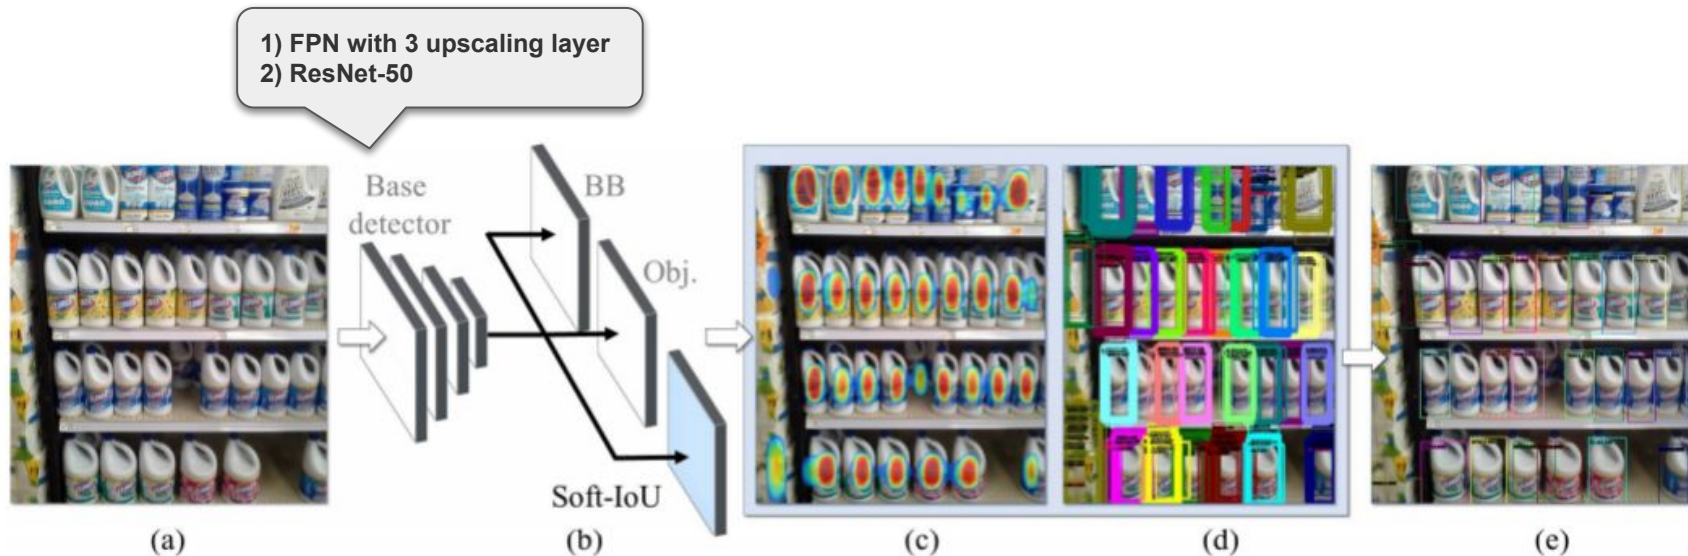 1) FPN with 3 upscaling layer
2) ResNet-50
Base
detector
BB
Obj.
Soft-IoU
(a)
(b)
(c)
(d)
(e)